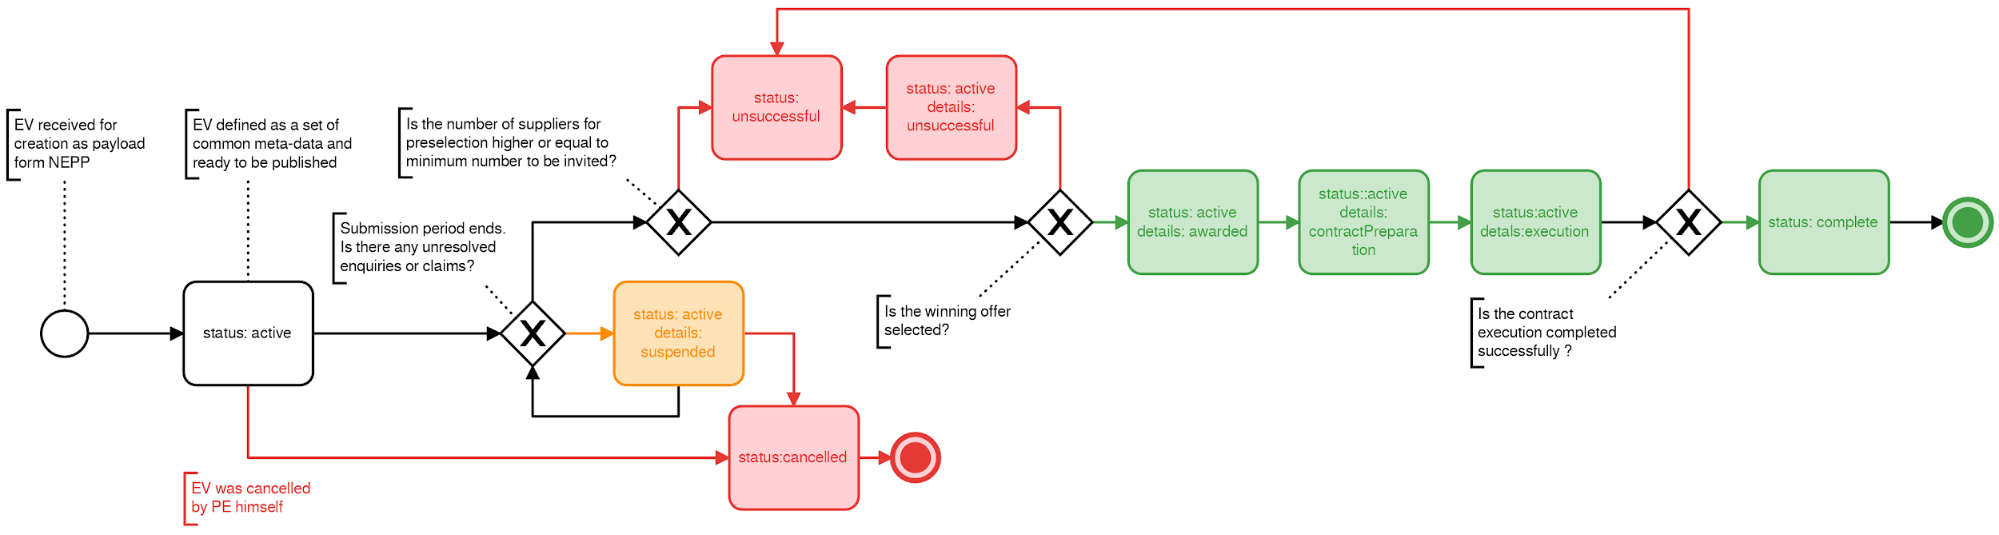 EV received for
creation as payload
form NEPP
EV defined as a set of
common meta-data and
ready to be published
Is the number of suppliers for
preselection higher or equal to
minimum number to be invited?
Submission period ends.
Is there any unresolved
enquiries or claims?
status:
unsuccessful
status: active
details:
unsuccessful
X
X
status: active
details: awarded
status::active
details:
contractPrepara
tion
status:active
detals:execution
X
status: complete
status: active
X
status: active
details:
suspended
Is the winning offer
selected?
Is the contract
execution completed
successfully ?
status:cancelled
EV was cancelled
by PE himself